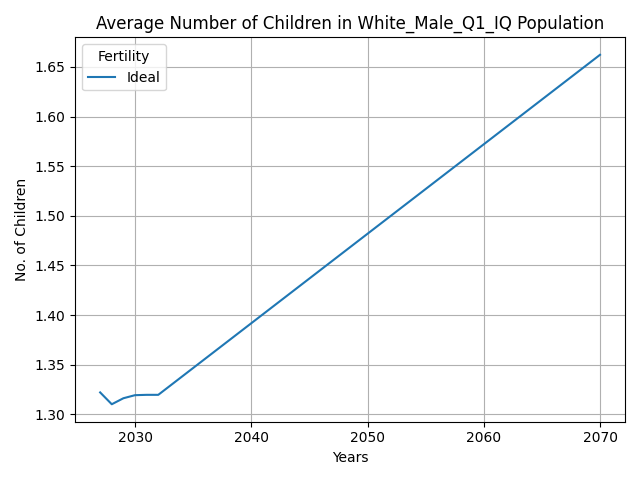 Average Number of Children in White_Male_Q1_IQ Population
Fertility
Ideal
No. of Children
1.65
1.60
1.55
1.50
1.45
1.40
1.35
1.30
2030 2040 2050 2060 2070
Years